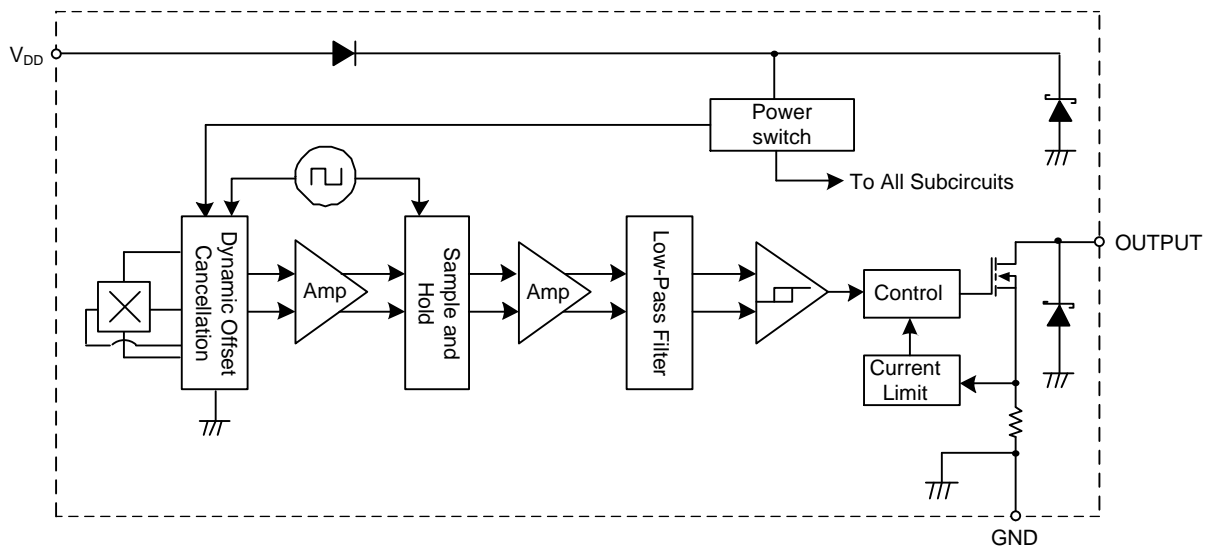 VDD
Power
switch
To All Subcircuits
Dynamic Offset
Cancellation
Amp
Sample and
Hold
Amp
Low-Pass Filter
Control
Current
Limit
OUTPUT
GND